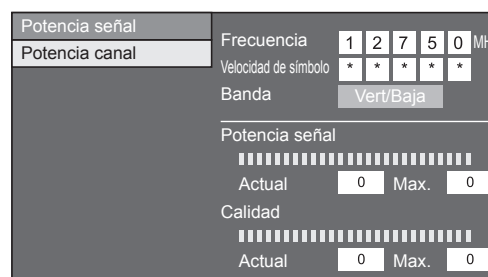 Potencia señal
Potencia canal
Frecuencia 1 2 7 5 0 MH
Velocidad de símbolo * * * * *
Banda Vert/Baja
Potencia señal
Actual 0 Max. 0
Calidad
Actual 0 Max. 0